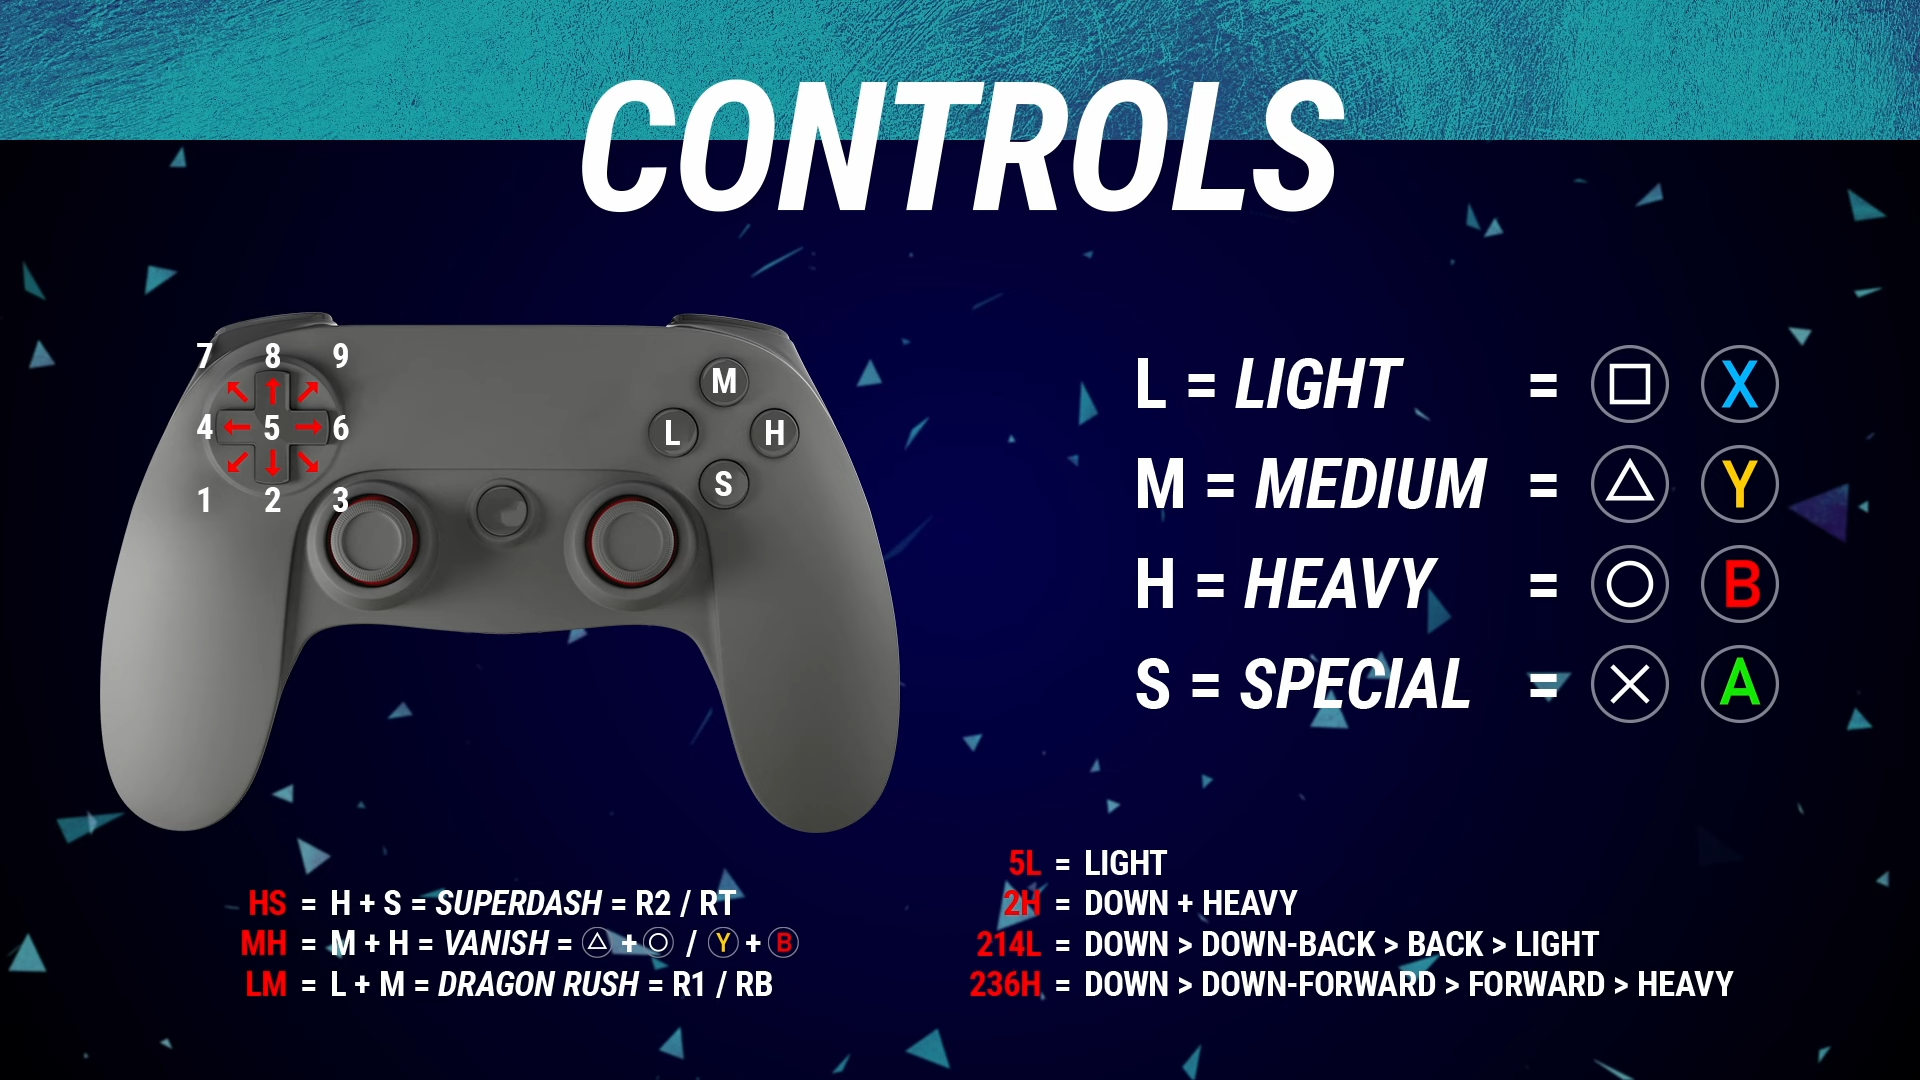 CONTROLS
7 8 9
4 5 6
1 2 3
M
L H
S
L = LIGHT = □ X
M = MEDIUM = △ Y
H = HEAVY = ○ B
S = SPECIAL = ✕ A
HS = H + S = SUPERDASH = R2 / RT
MH = M + H = VANISH = △ + ○ / Y + B
LM = L + M = DRAGON RUSH = R1 / RB
5L = LIGHT
2H = DOWN + HEAVY
214L = DOWN > DOWN-BACK > BACK > LIGHT
236H = DOWN > DOWN-FORWARD > FORWARD > HEAVY